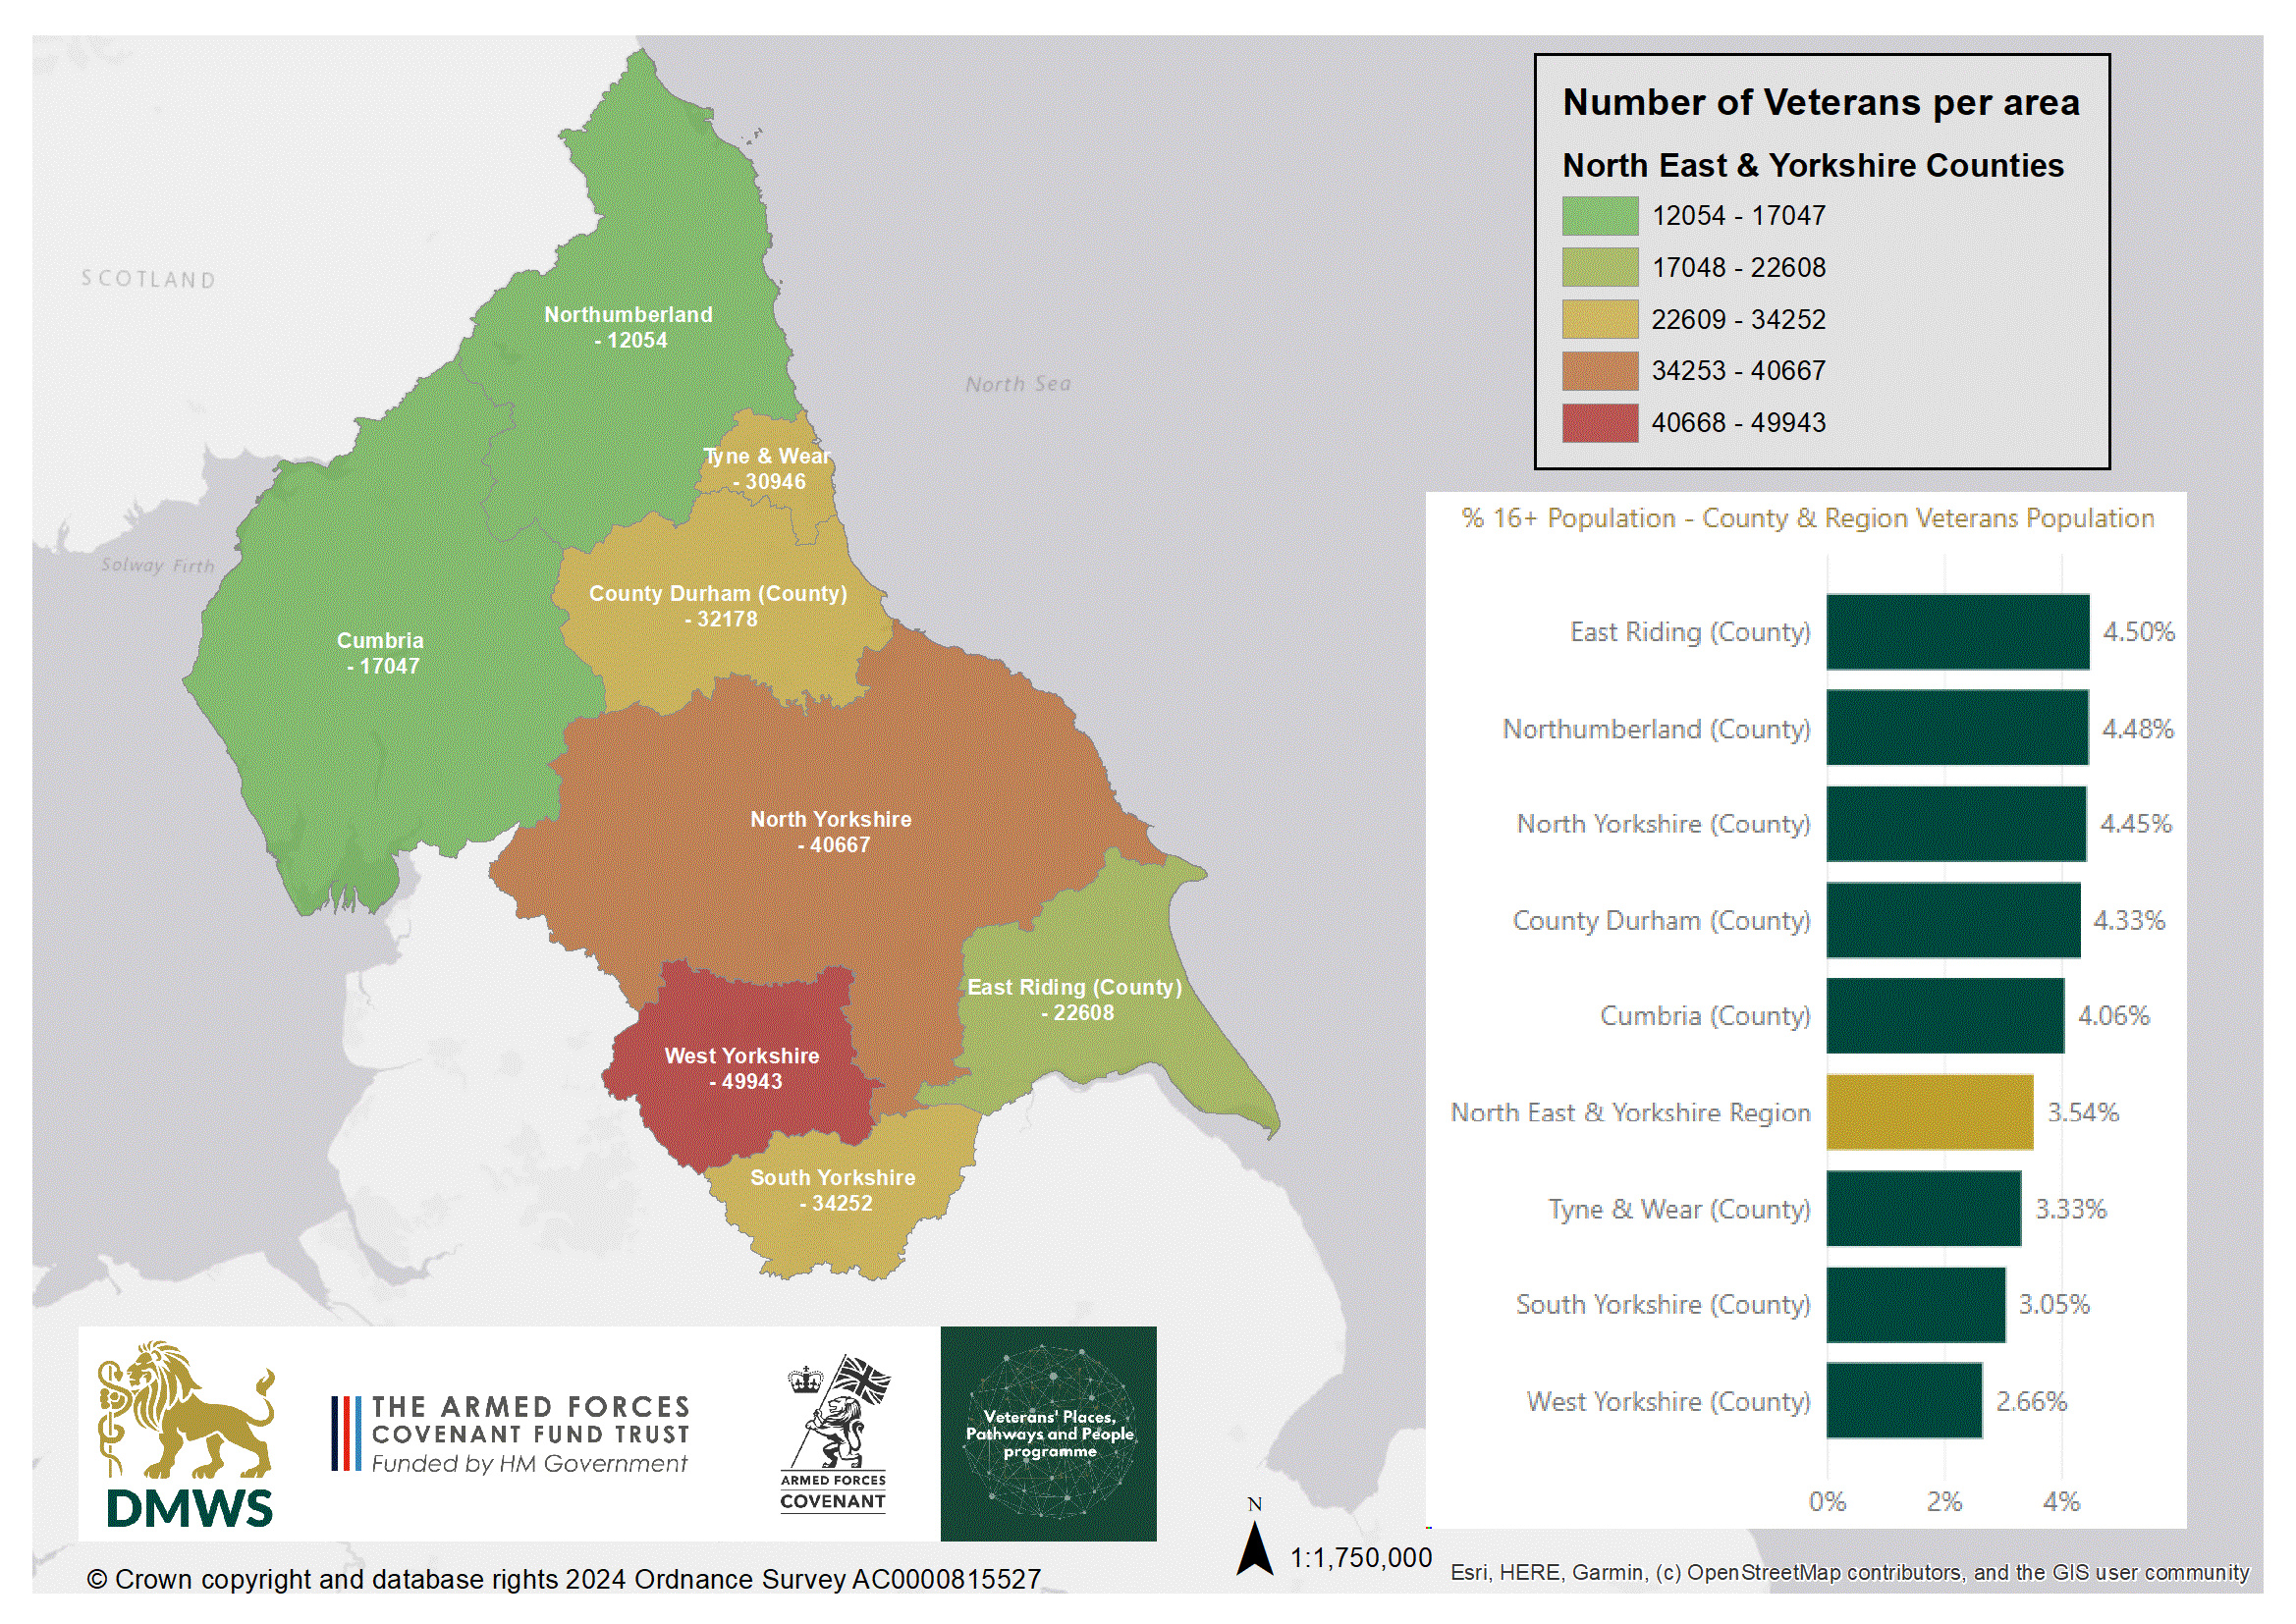 Number of Veterans per area
North East & Yorkshire Counties
12054 - 17047
17048 - 22608
22609 - 34252
34253 - 40667
40668 - 49943
SCOTLAND
North Sea
Solway Firth
Northumberland
- 12054
Tyne & Wear
- 30946
County Durham (County)
- 32178
Cumbria
- 17047
North Yorkshire
- 40667
East Riding (County)
- 22608
West Yorkshire
- 49943
South Yorkshire
- 34252
% 16+ Population - County & Region Veterans Population
East Riding (County) 4.50%
Northumberland (County) 4.48%
North Yorkshire (County) 4.45%
County Durham (County) 4.33%
Cumbria (County) 4.06%
North East & Yorkshire Region 3.54%
Tyne & Wear (County) 3.33%
South Yorkshire (County) 3.05%
West Yorkshire (County) 2.66%
0% 2% 4%
DMWS
THE ARMED FORCES
COVENANT FUND TRUST
Funded by HM Government
ARMED FORCES
COVENANT
Veterans' Places,
Pathways and People
programme
N
1:1,750,000
© Crown copyright and database rights 2024 Ordnance Survey AC0000815527
Esri, HERE, Garmin, (c) OpenStreetMap contributors, and the GIS user community